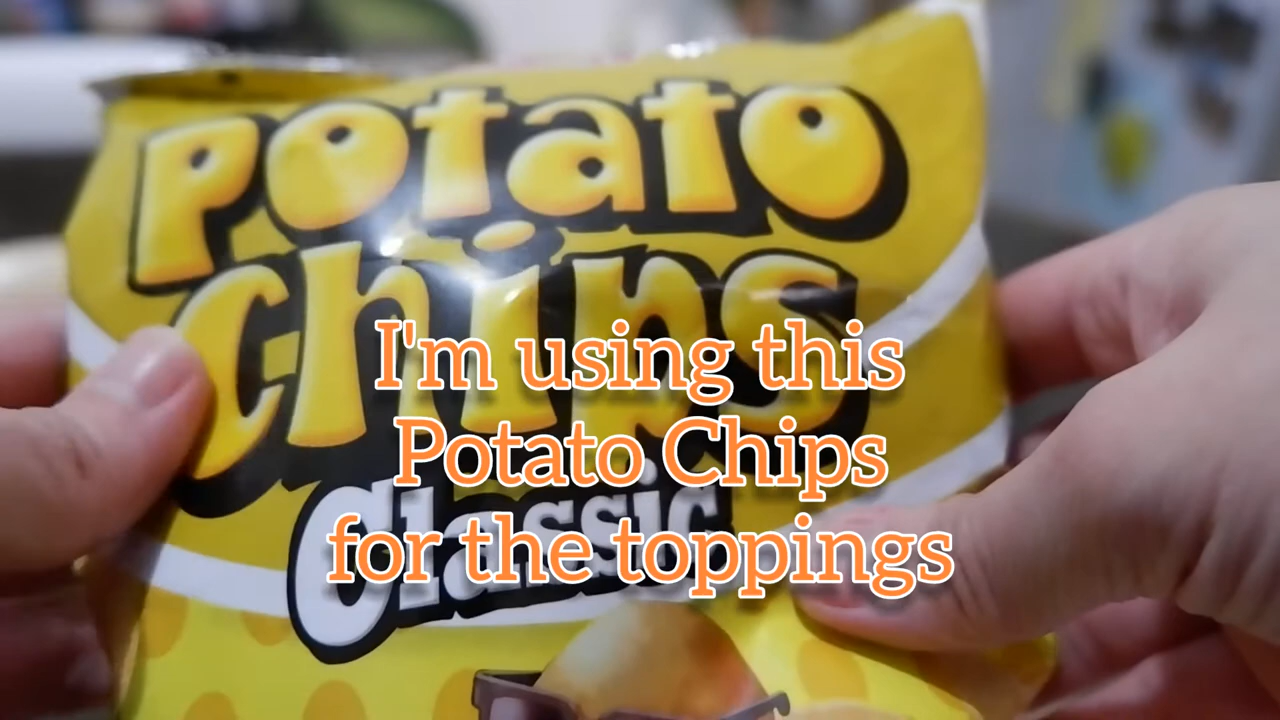 Potato
Chips
Classic
I'm using this
Potato Chips
for the toppings